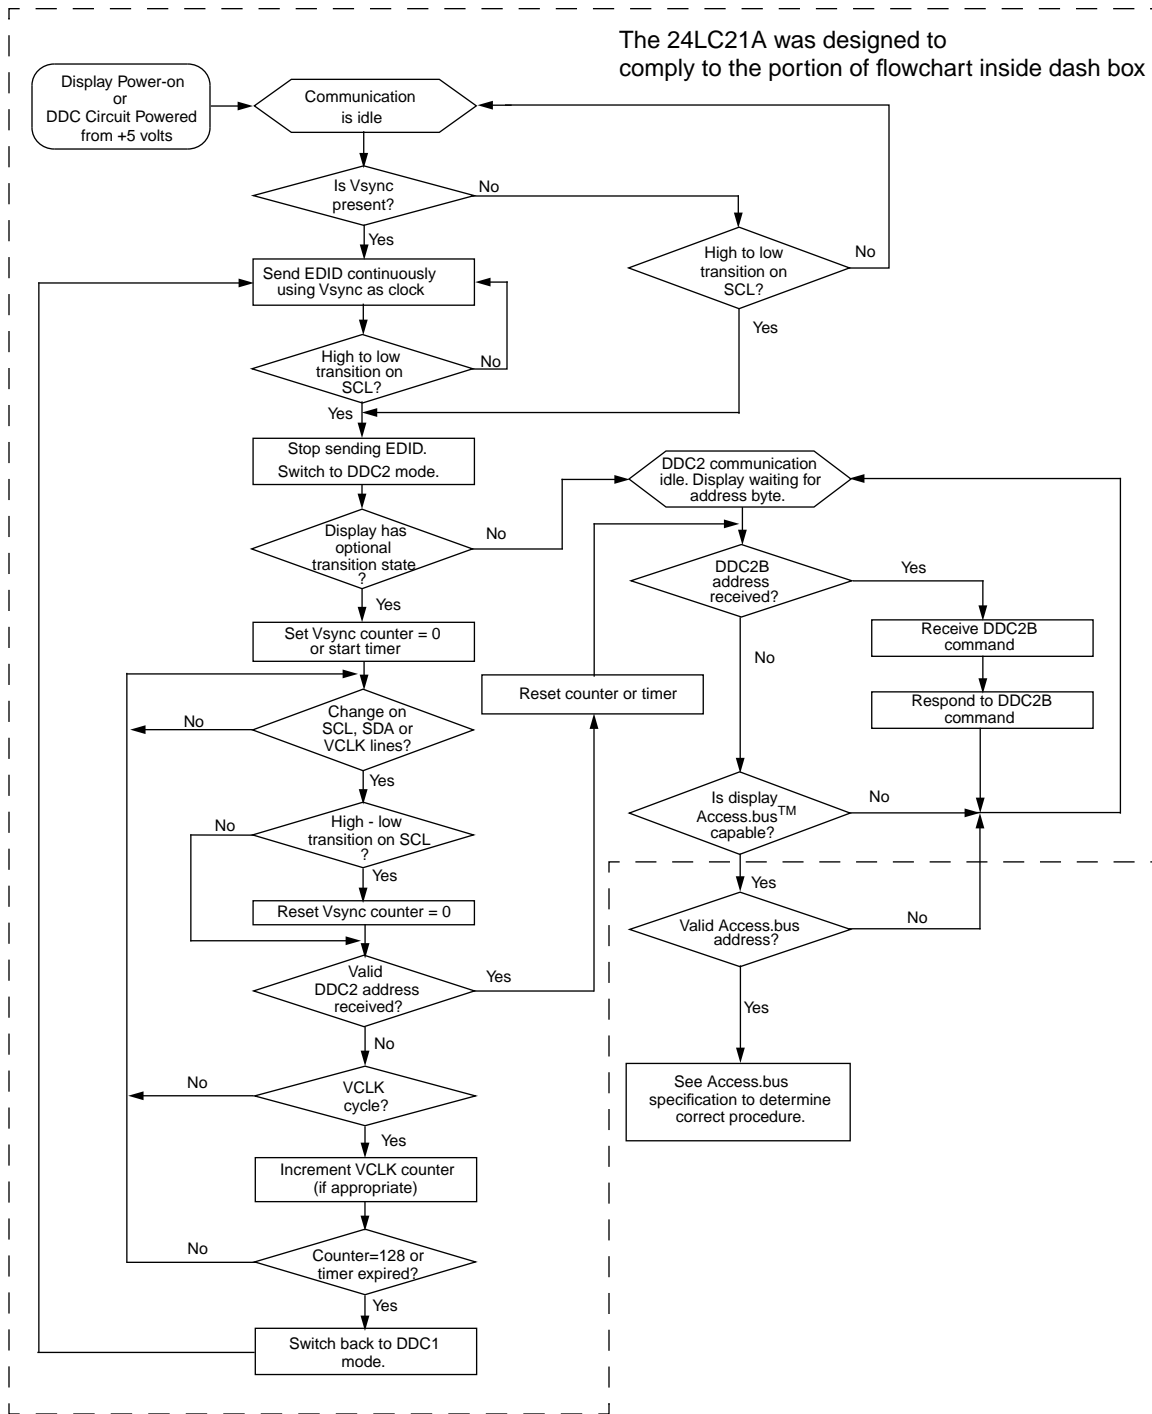 The 24LC21A was designed to
comply to the portion of flowchart inside dash box
Display Power-on
or
DDC Circuit Powered
from +5 volts
Communication
is idle
Is Vsync
present?
No
Yes
High to low
transition on
SCL?
No
Yes
Send EDID continuously
using Vsync as clock
High to low
transition on
SCL?
No
Yes
Stop sending EDID.
Switch to DDC2 mode.
Display has
optional
transition state
?
No
Yes
Set Vsync counter = 0
or start timer
Change on
SCL, SDA or
VCLK lines?
No
Yes
High - low
transition on SCL
?
No
Yes
Reset Vsync counter = 0
Valid
DDC2 address
received?
Yes
No
VCLK
cycle?
No
Yes
Increment VCLK counter
(if appropriate)
Counter=128 or
timer expired?
No
Yes
Switch back to DDC1
mode.
Reset counter or timer
DDC2 communication
idle. Display waiting for
address byte.
DDC2B
address
received?
Yes
No
Receive DDC2B
command
Respond to DDC2B
command
Is display
Access.bus™
capable?
No
Yes
Valid Access.bus
address?
No
Yes
See Access.bus
specification to determine
correct procedure.